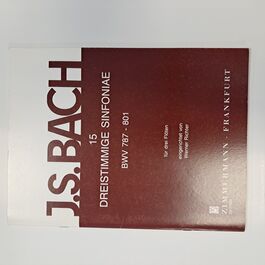 J.S. BACH
15
DREISTIMMIGE SINFONIAE
BWV 787 - 801
für drei Flöten
eingerichtet von
Werner Richter
ZIMMERMANN - FRANKFURT